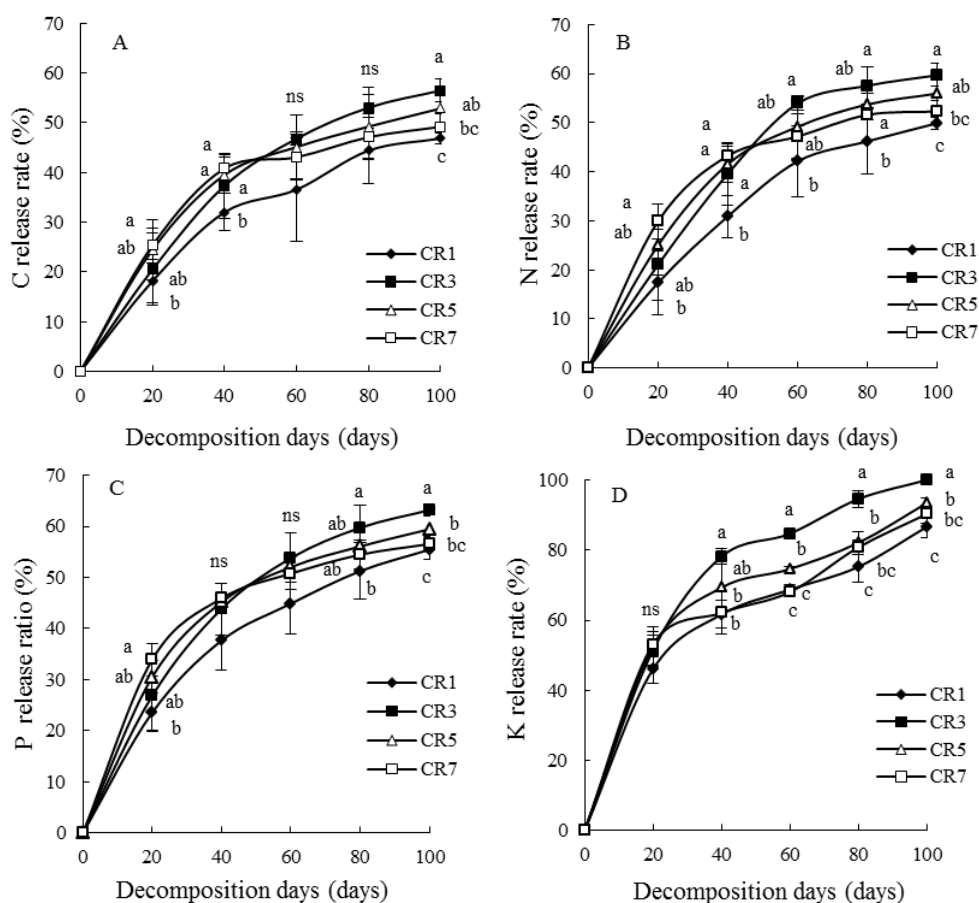 A
C release rate (%)
70
60
50
40
30
20
10
0
a
ab
ab
b
a
a
a
b
ns
ns
a
ab
bc
c
CR1
CR3
CR5
CR7
0 20 40 60 80 100
Decomposition days (days)
B
N release rate (%)
70
60
50
40
30
20
10
0
a
ab
ab
b
a
a
a
b
a
ab
ab
b
a
ab
a
b
a
ab
b
c
CR1
CR3
CR5
CR7
0 20 40 60 80 100
Decomposition days (days)
C
P release ratio (%)
70
60
50
40
30
20
10
0
a
ab
ab
b
ns
ns
a
ab
ab
b
a
b
bc
c
CR1
CR3
CR5
CR7
0 20 40 60 80 100
Decomposition days (days)
D
K release rate (%)
100
80
60
40
20
0
ns
a
ab
b
b
a
b
c
c
a
b
bc
c
a
b
bc
c
CR1
CR3
CR5
CR7
0 20 40 60 80 100
Decomposition days (days)